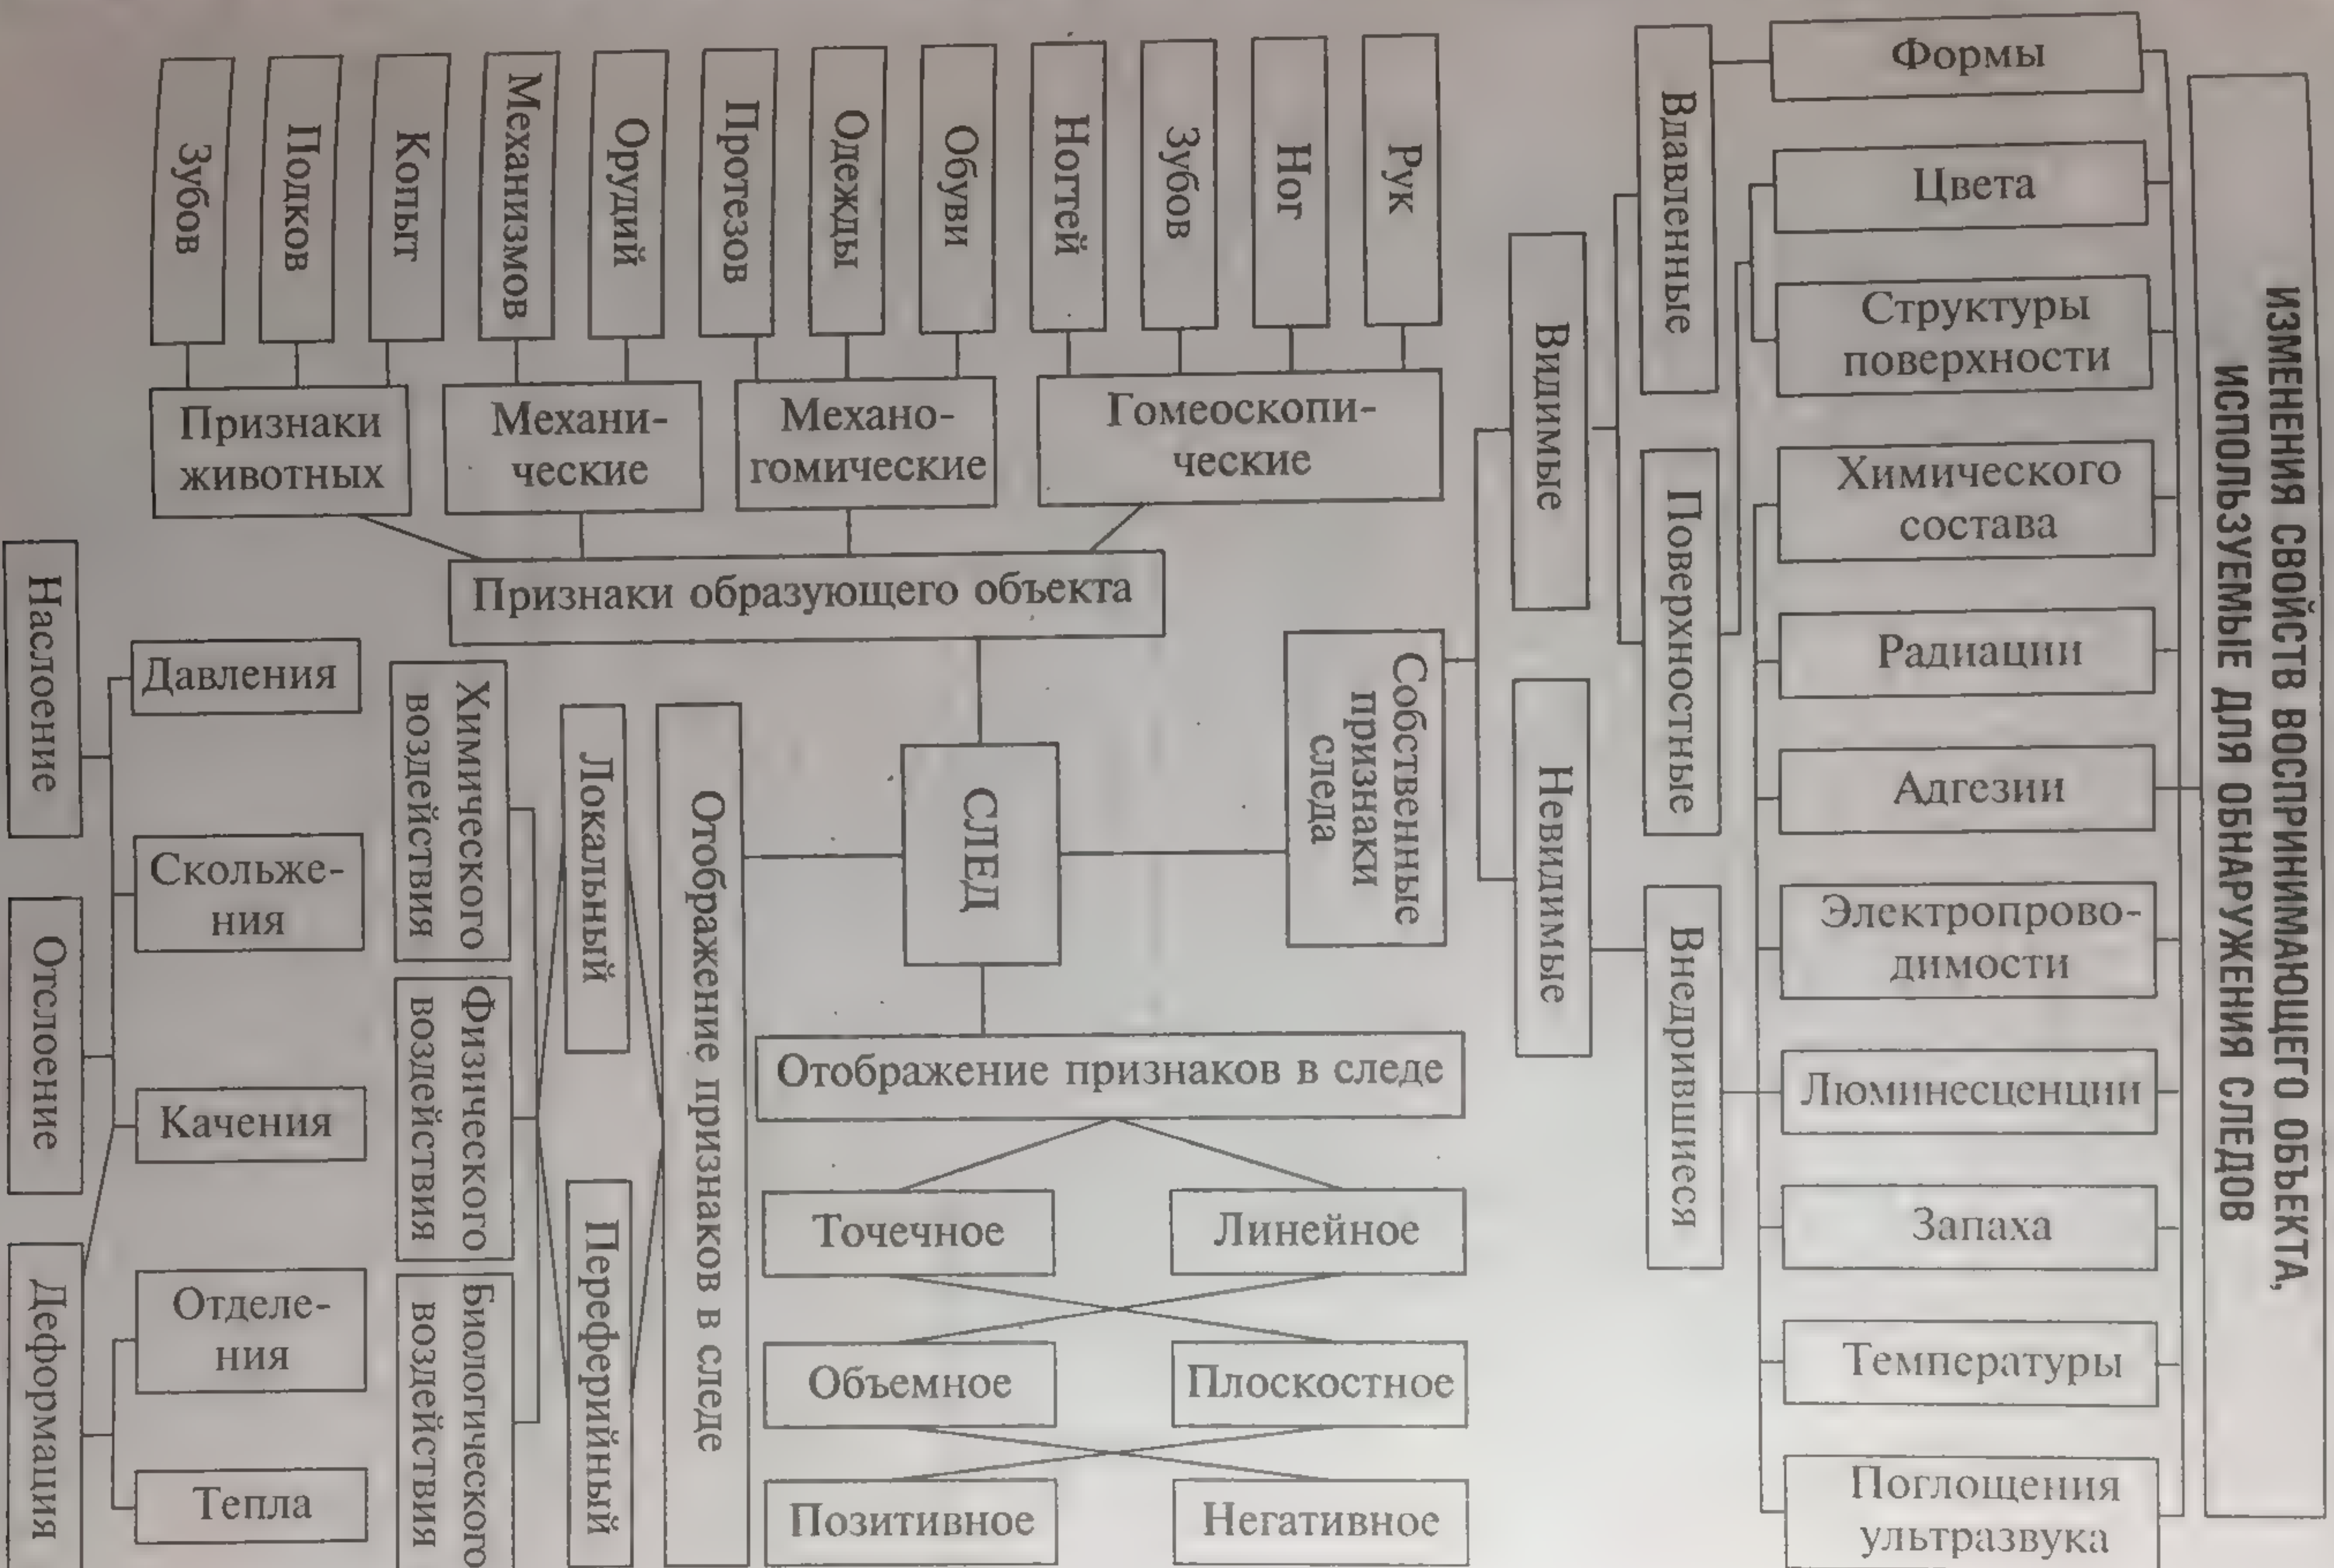 ИЗМЕНЕНИЯ СВОЙСТВ ВОСПРИНИМАЮЩЕГО ОБЪЕКТА,
ИСПОЛЬЗУЕМЫЕ ДЛЯ ОБНАРУЖЕНИЯ СЛЕДОВ
Формы
Цвета
Структуры
поверхности
Химического
состава
Радиации
Адгезии
Электропрово-
димости
Люминесценции
Запаха
Температуры
Поглощения
ультразвука
Вдавленные
Поверхностные
Внедрившиеся
Видимые
Невидимые
Собственные
признаки
следа
СЛЕД
Рук
Ног
Зубов
Ногтей
Обуви
Одежды
Протезов
Орудий
Механизмов
Копыт
Подков
Зубов
Гомеоскопи-
ческие
Механо-
гомические
Механи-
ческие
Признаки
животных
Признаки образующего объекта
Отображение признаков в следе
Точечное
Линейное
Объемное
Плоскостное
Позитивное
Негативное
Отображение признаков в следе
Локальный
Переферийный
Химического
воздействия
Физического
воздействия
Биологического
воздействия
Давления
Скольже-
ния
Качения
Отделе-
ния
Тепла
Наслоение
Отслоение
Деформация